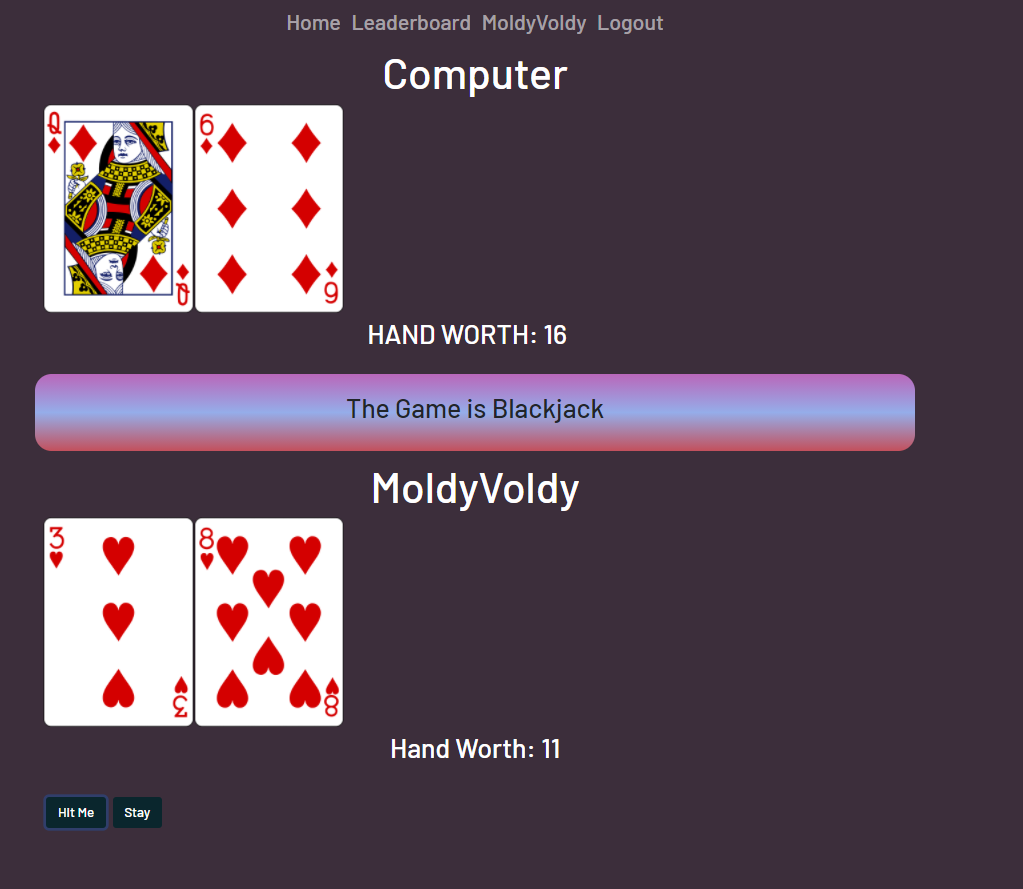 Home Leaderboard MoldyVoldy Logout
Computer
Q 6
Q 6
HAND WORTH: 16
The Game is Blackjack
MoldyVoldy
3 8
3 8
Hand Worth: 11
Hit Me Stay